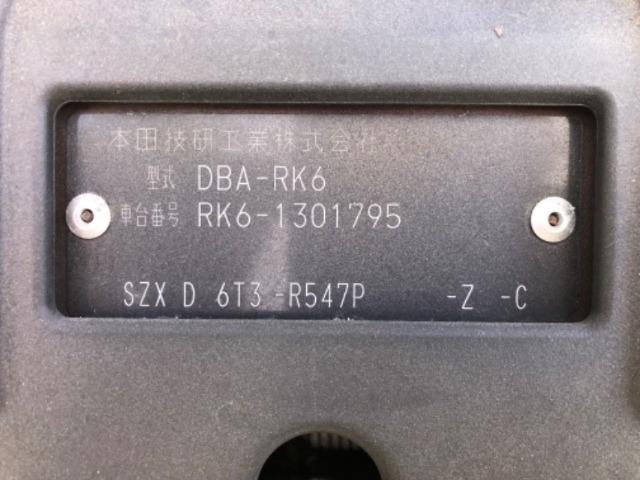 本田技研工業株式会社
型式 DBA-RK6
車台番号 RK6-1301795
SZX D 6T3 -R547P -Z -C